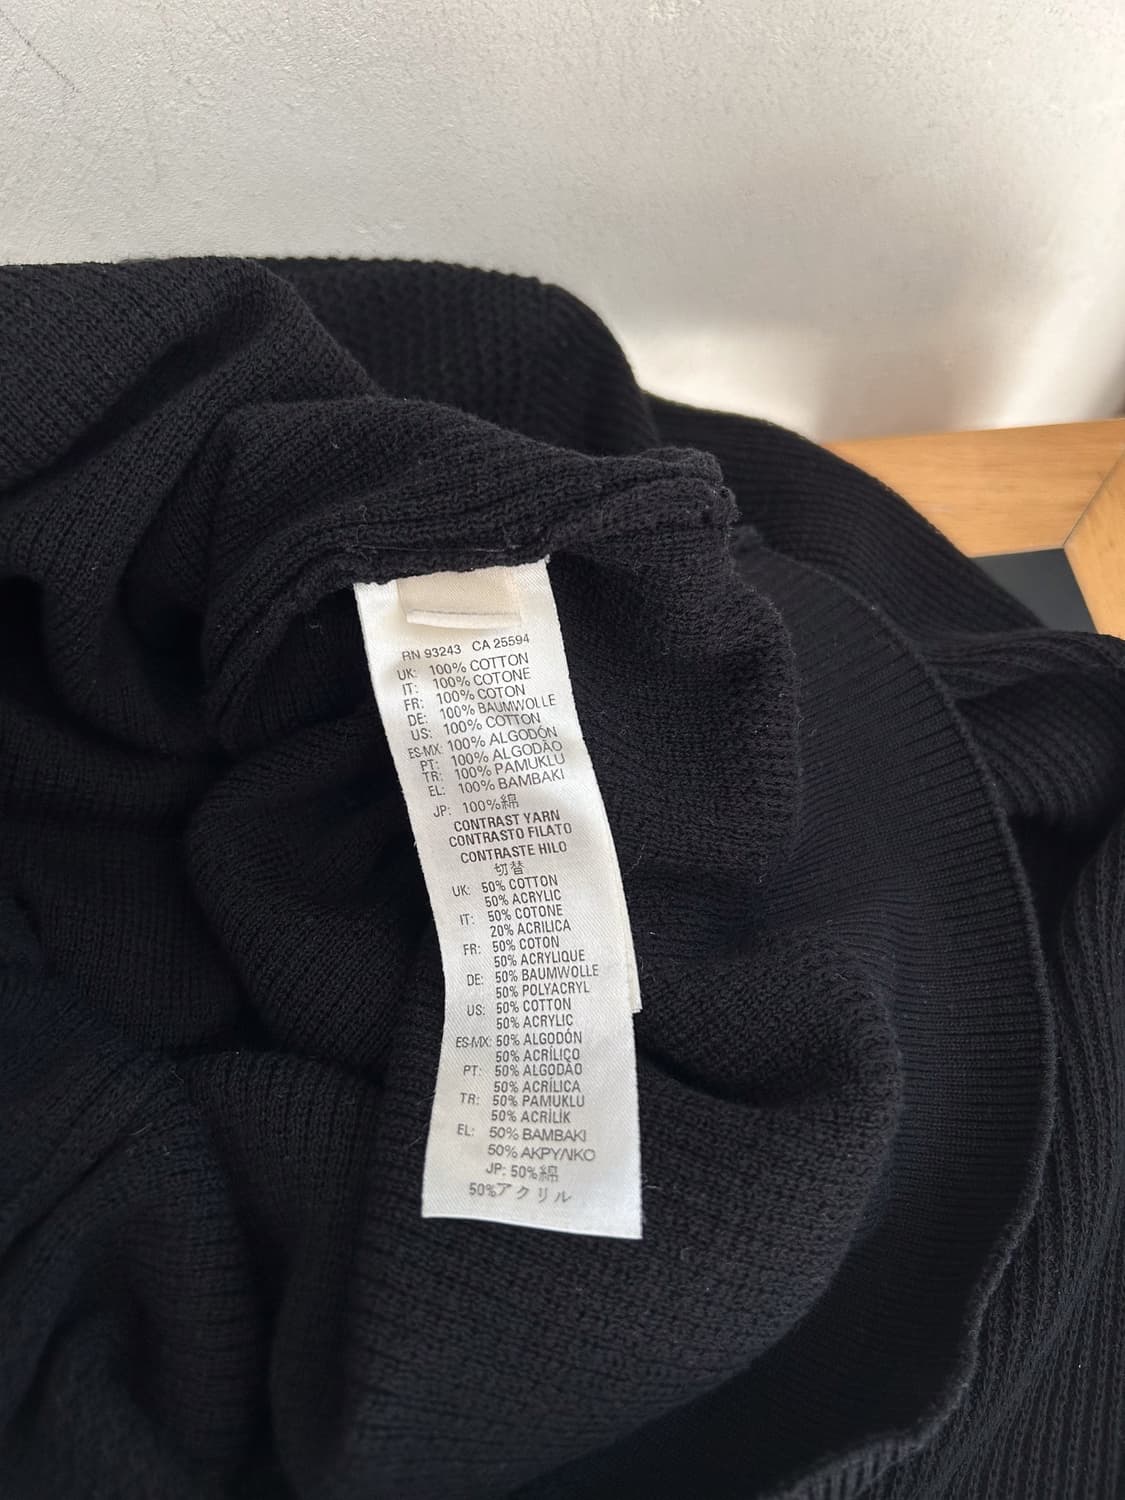 RN 93243 CA 25594
UK: 100% COTTON
IT: 100% COTONE
FR: 100% COTON
DE: 100% BAUMWOLLE
US: 100% COTTON
ES-MX: 100% ALGODÓN
PT: 100% ALGODÃO
TR: 100% PAMUKLU
EL: 100% BAMBAKI
JP: 100%綿
CONTRAST YARN
CONTRASTO FILATO
CONTRASTE HILO
切替
UK: 50% COTTON
50% ACRYLIC
IT: 50% COTONE
20% ACRILICA
FR: 50% COTON
50% ACRYLIQUE
DE: 50% BAUMWOLLE
50% POLYACRYL
US: 50% COTTON
50% ACRYLIC
ES-MX: 50% ALGODÓN
50% ACRÍLICO
PT: 50% ALGODÃO
50% ACRÍLICA
TR: 50% PAMUKLU
50% ACRİLİK
EL: 50% BAMBAKI
50% ΑΚΡΥΛΙΚΟ
JP: 50%綿
50%アクリル